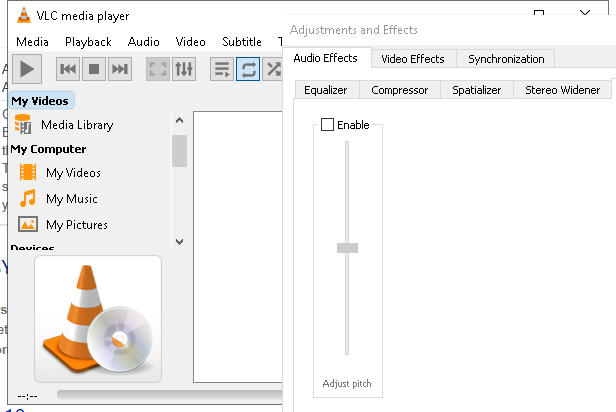 VLC media player
Media Playback Audio Video Subtitle
My Videos
Media Library
My Computer
My Videos
My Music
My Pictures
Devices
--:--
Adjustments and Effects
Audio Effects Video Effects Synchronization
Equalizer Compressor Spatializer Stereo Widener
Enable
Adjust pitch